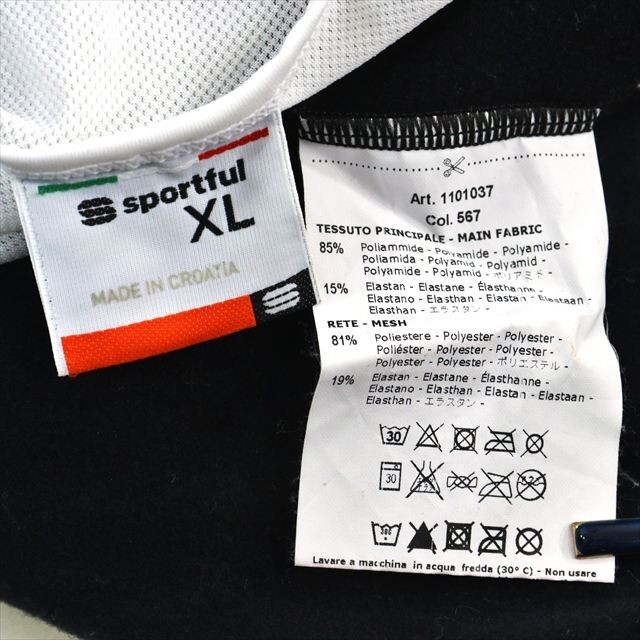 sportful
XL
MADE IN CROATIA
Art. 1101037
Col. 567
TESSUTO PRINCIPALE - MAIN FABRIC
85% Poliammide - Polyamide - Polyamide -
Poliamida - Polyamid - Polyamid -
Polyamide - Polyamid - ポリアミド -
15% Elastan - Elastane - Élasthanne -
Elastano - Elasthan - Elastan - Elastaan -
Elasthan - エラスタン -
RETE - MESH
81% Poliestere - Polyester - Polyester -
Poliéster - Polyester - Polyester -
Polyester - Polyester - ポリエステル -
19% Elastan - Elastane - Élasthanne -
Elastano - Elasthan - Elastan - Elastaan -
Elasthan - エラスタン -
30
30
Lavare a macchina in acqua fredda (30° C) - Non usare